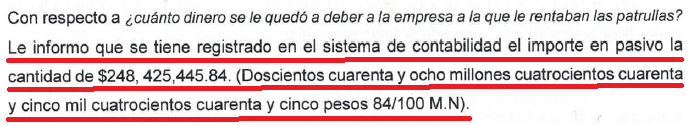 Con respecto a ¿cuánto dinero se le quedó a deber a la empresa a la que le rentaban las patrullas?
Le informo que se tiene registrado en el sistema de contabilidad el importe en pasivo la
cantidad de $248, 425,445.84. (Doscientos cuarenta y ocho millones cuatrocientos cuarenta
y cinco mil cuatrocientos cuarenta y cinco pesos 84/100 M.N).